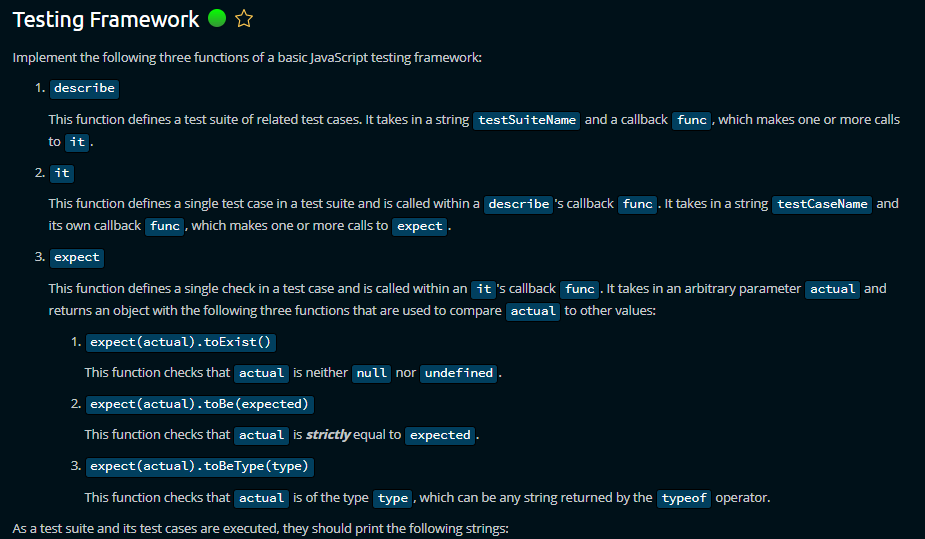 Testing Framework
Implement the following three functions of a basic JavaScript testing framework:
1. describe
This function defines a test suite of related test cases. It takes in a string testSuiteName and a callback func, which makes one or more calls
to it.
2. it
This function defines a single test case in a test suite and is called within a describe's callback func. It takes in a string testCaseName and
its own callback func, which makes one or more calls to expect.
3. expect
This function defines a single check in a test case and is called within an it's callback func. It takes in an arbitrary parameter actual and
returns an object with the following three functions that are used to compare actual to other values:
1. expect(actual).toExist()
This function checks that actual is neither null nor undefined.
2. expect(actual).toBe(expected)
This function checks that actual is strictly equal to expected.
3. expect(actual).toBeType(type)
This function checks that actual is of the type type, which can be any string returned by the typeof operator.
As a test suite and its test cases are executed, they should print the following strings: